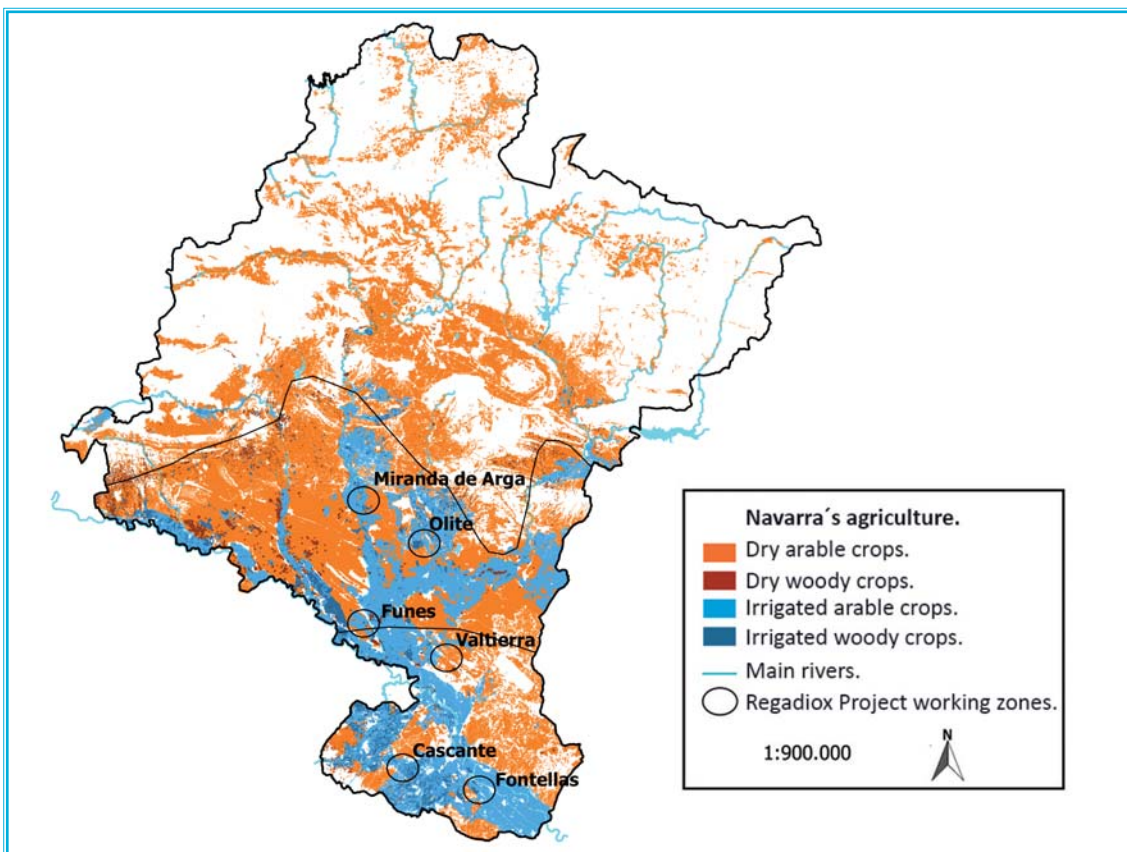 Miranda de Arga
Olite
Funes
Valtierra
Cascante
Fontellas
Navarra´s agriculture.
Dry arable crops.
Dry woody crops.
Irrigated arable crops.
Irrigated woody crops.
Main rivers.
Regadiox Project working zones.
1:900.000
N